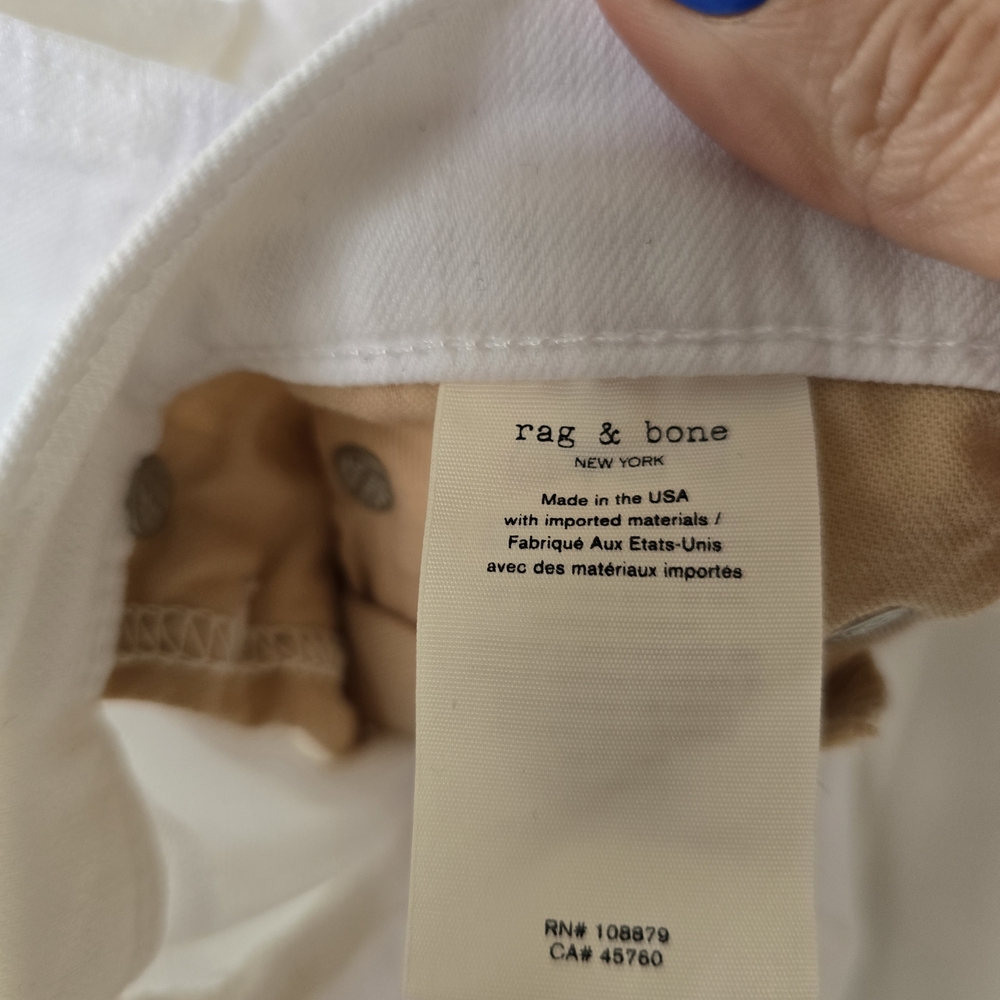 rag & bone
NEW YORK
Made in the USA
with imported materials /
Fabriqué Aux Etats-Unis
avec des matériaux importés
RN# 108879
CA# 45760